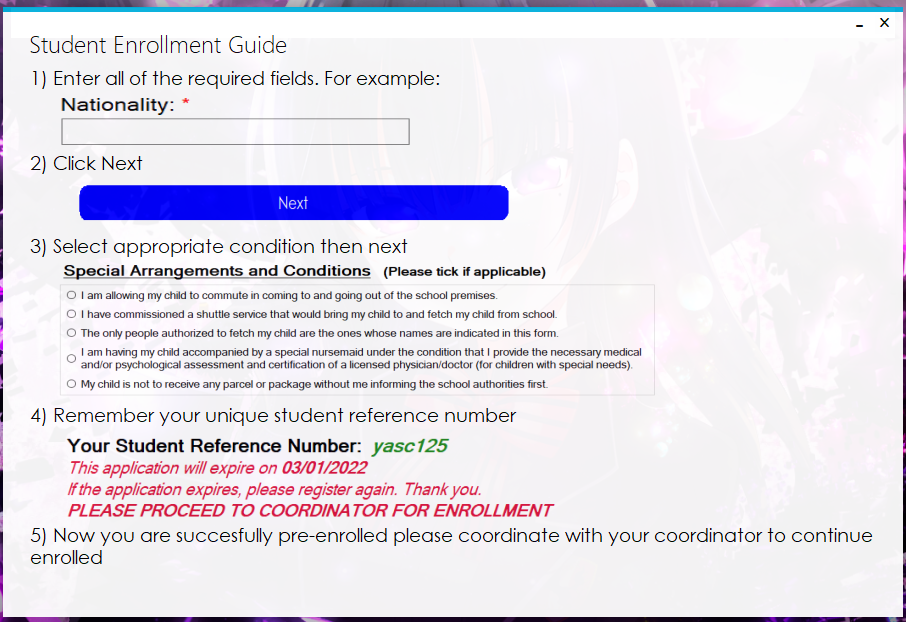 Student Enrollment Guide
1) Enter all of the required fields. For example:
Nationality: *
2) Click Next
Next
3) Select appropriate condition then next
Special Arrangements and Conditions (Please tick if applicable)
I am allowing my child to commute in coming to and going out of the school premises.
I have commissioned a shuttle service that would bring my child to and fetch my child from school.
The only people authorized to fetch my child are the ones whose names are indicated in this form.
I am having my child accompanied by a special nursemaid under the condition that I provide the necessary medical
and/or psychological assessment and certification of a licensed physician/doctor (for children with special needs).
My child is not to receive any parcel or package without me informing the school authorities first.
4) Remember your unique student reference number
Your Student Reference Number: yasc125
This application will expire on 03/01/2022
If the application expires, please register again. Thank you.
PLEASE PROCEED TO COORDINATOR FOR ENROLLMENT
5) Now you are succesfully pre-enrolled please coordinate with your coordinator to continue
enrolled